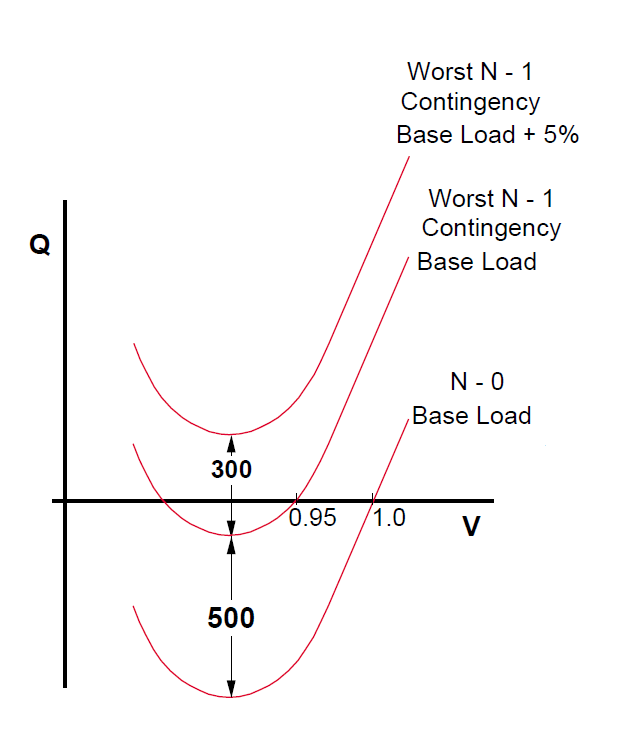 Worst N - 1
Contingency
Base Load + 5%
Worst N - 1
Contingency
Base Load
Q
N - 0
Base Load
300
0.95
1.0
V
500